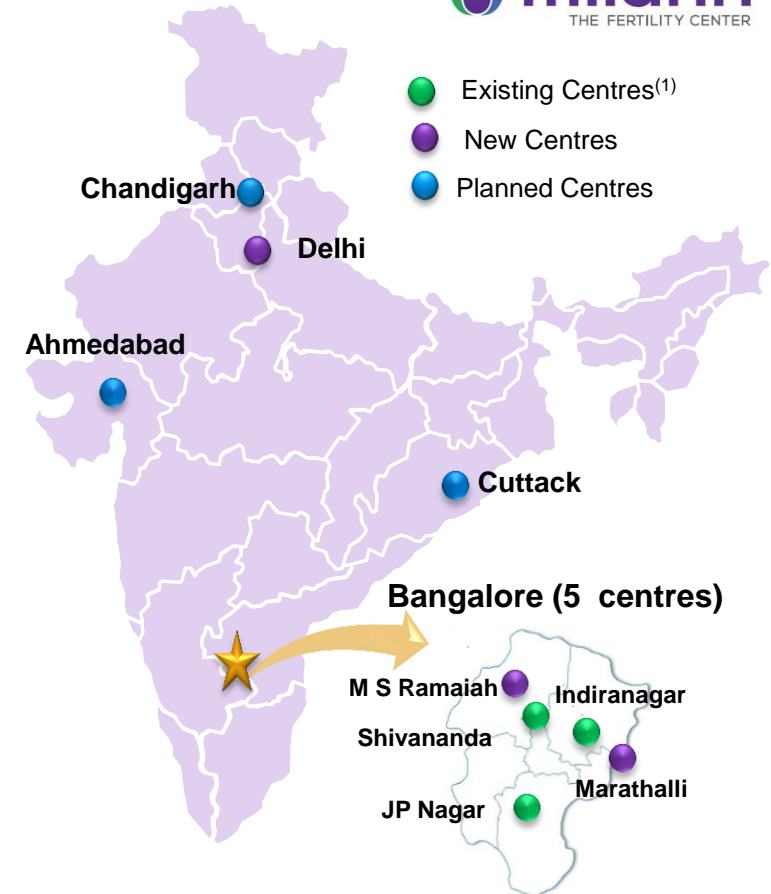 THE FERTILITY CENTER
Existing Centres(1)
New Centres
Planned Centres
Chandigarh
Delhi
Ahmedabad
Cuttack
Bangalore (5 centres)
M S Ramaiah
Indiranagar
Shivananda
Marathalli
JP Nagar